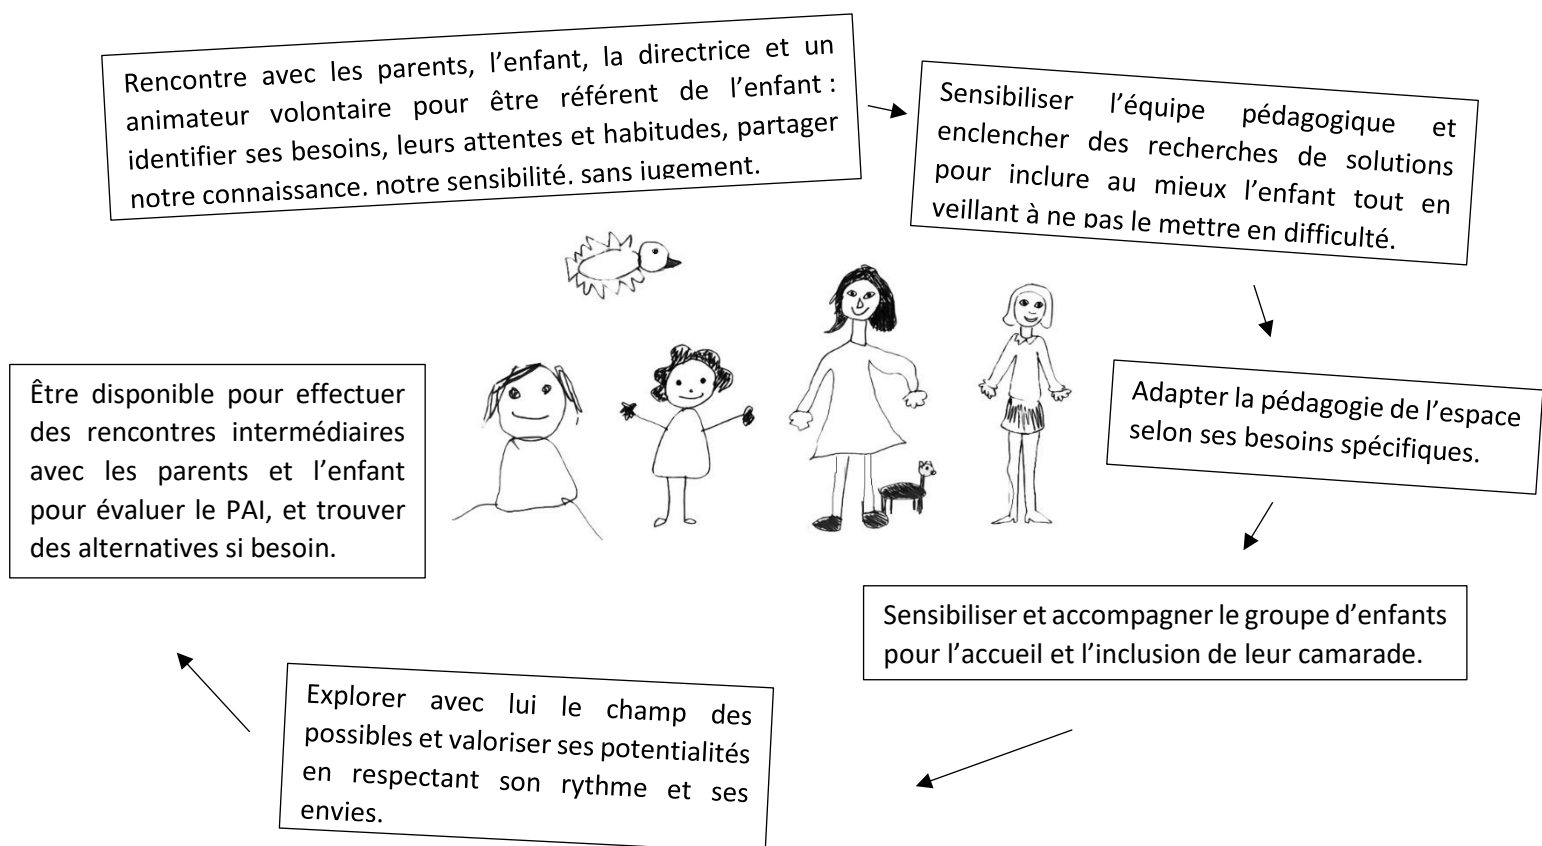 Rencontre avec les parents, l’enfant, la directrice et un
animateur volontaire pour être référent de l’enfant :
identifier ses besoins, leurs attentes et habitudes, partager
notre connaissance, notre sensibilité, sans jugement.
Sensibiliser l’équipe pédagogique et
enclencher des recherches de solutions
pour inclure au mieux l’enfant tout en
veillant à ne pas le mettre en difficulté.
Adapter la pédagogie de l’espace
selon ses besoins spécifiques.
Sensibiliser et accompagner le groupe d’enfants
pour l’accueil et l’inclusion de leur camarade.
Explorer avec lui le champ des
possibles et valoriser ses potentialités
en respectant son rythme et ses
envies.
Être disponible pour effectuer
des rencontres intermédiaires
avec les parents et l’enfant
pour évaluer le PAI, et trouver
des alternatives si besoin.